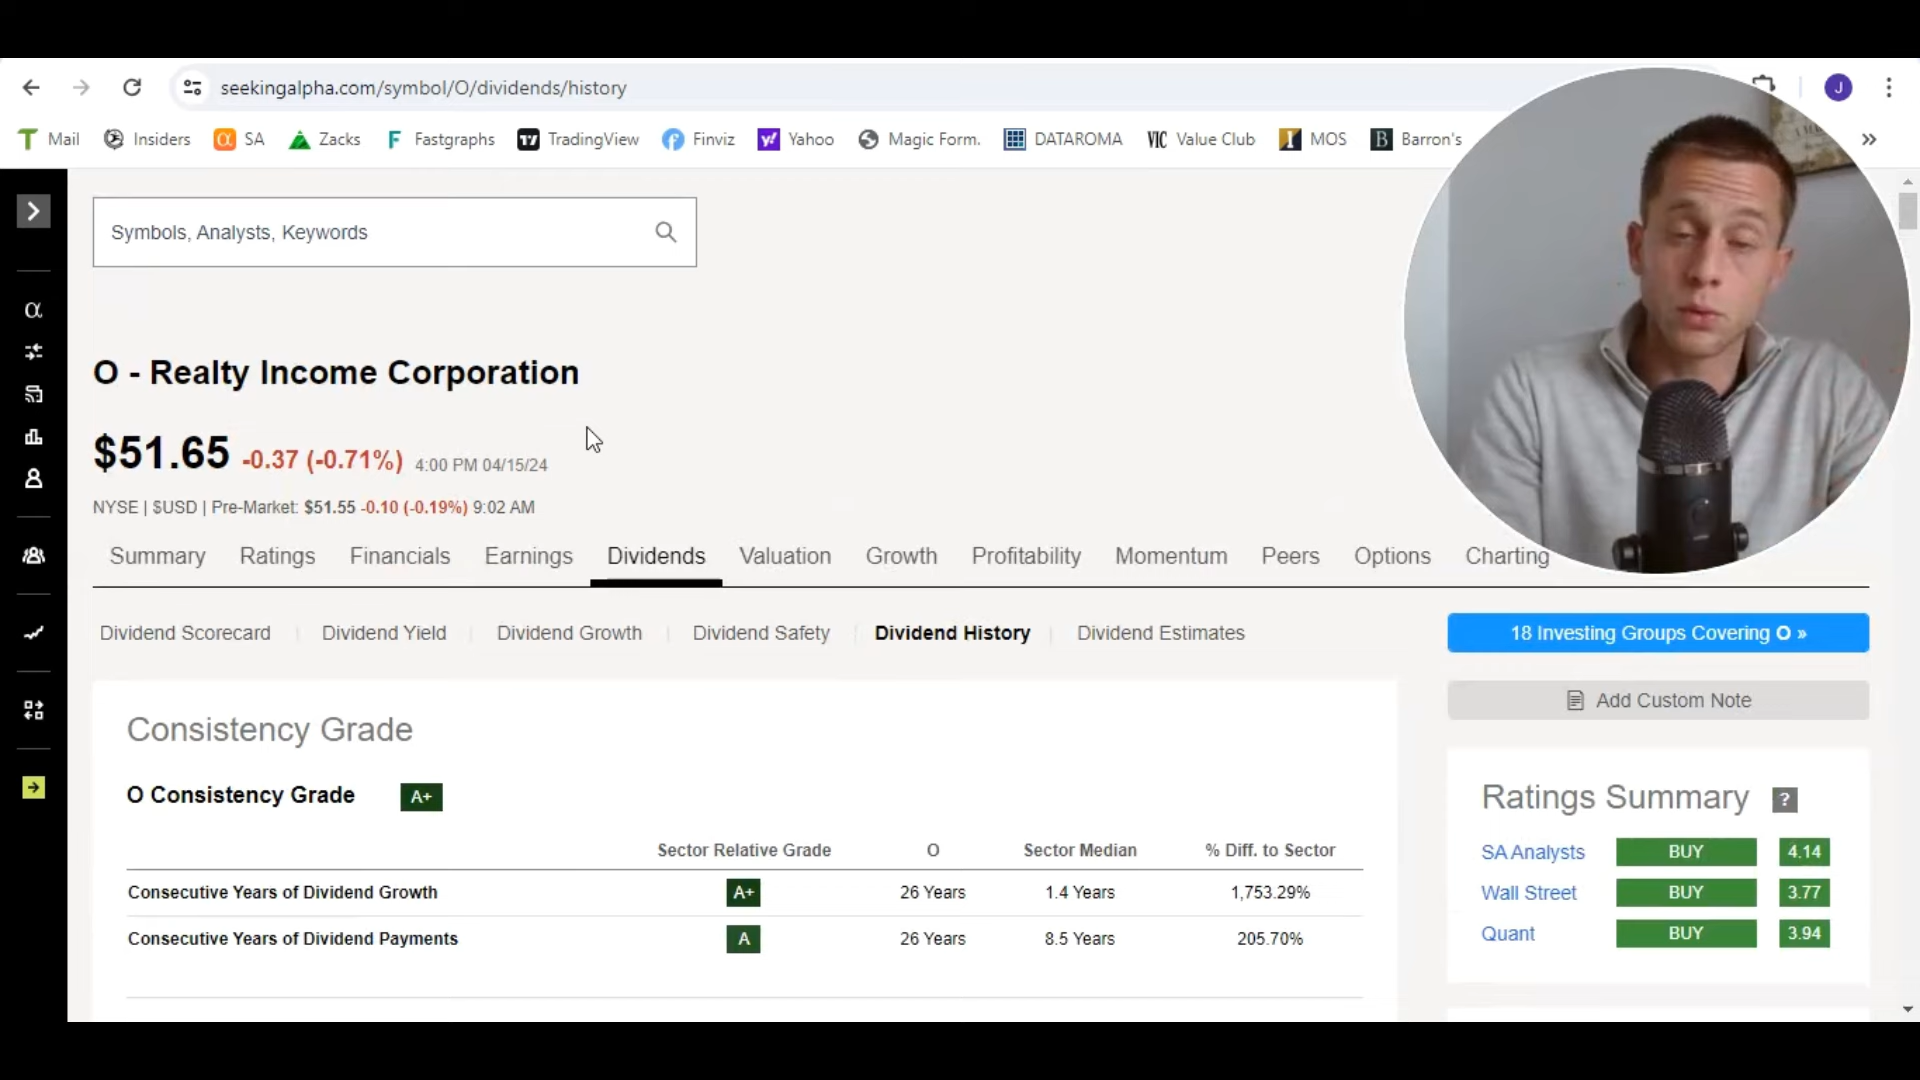 seekingalpha.com/symbol/O/dividends/history
J
Mail Insiders SA Zacks Fastgraphs TradingView Finviz Yahoo Magic Form. DATAROMA VIC Value Club MOS Barron's »
Symbols, Analysts, Keywords
O - Realty Income Corporation
$51.65 -0.37 (-0.71%) 4:00 PM 04/15/24
NYSE | $USD | Pre-Market: $51.55 -0.10 (-0.19%) 9:02 AM
Summary Ratings Financials Earnings Dividends Valuation Growth Profitability Momentum Peers Options Charting
Dividend Scorecard Dividend Yield Dividend Growth Dividend Safety Dividend History Dividend Estimates
18 Investing Groups Covering O »
Add Custom Note
Consistency Grade
O Consistency Grade A+
Sector Relative Grade O Sector Median % Diff. to Sector
Consecutive Years of Dividend Growth A+ 26 Years 1.4 Years 1,753.29%
Consecutive Years of Dividend Payments A 26 Years 8.5 Years 205.70%
Ratings Summary ?
SA Analysts BUY 4.14
Wall Street BUY 3.77
Quant BUY 3.94